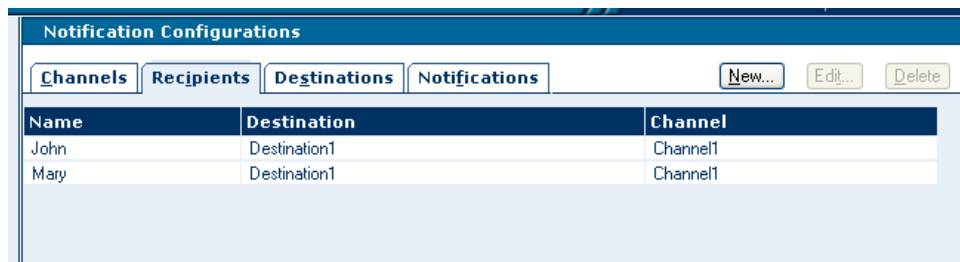 Notification Configurations
Channels Recipients Destinations Notifications New... Edit... Delete
Name Destination Channel
John Destination1 Channel1
Mary Destination1 Channel1